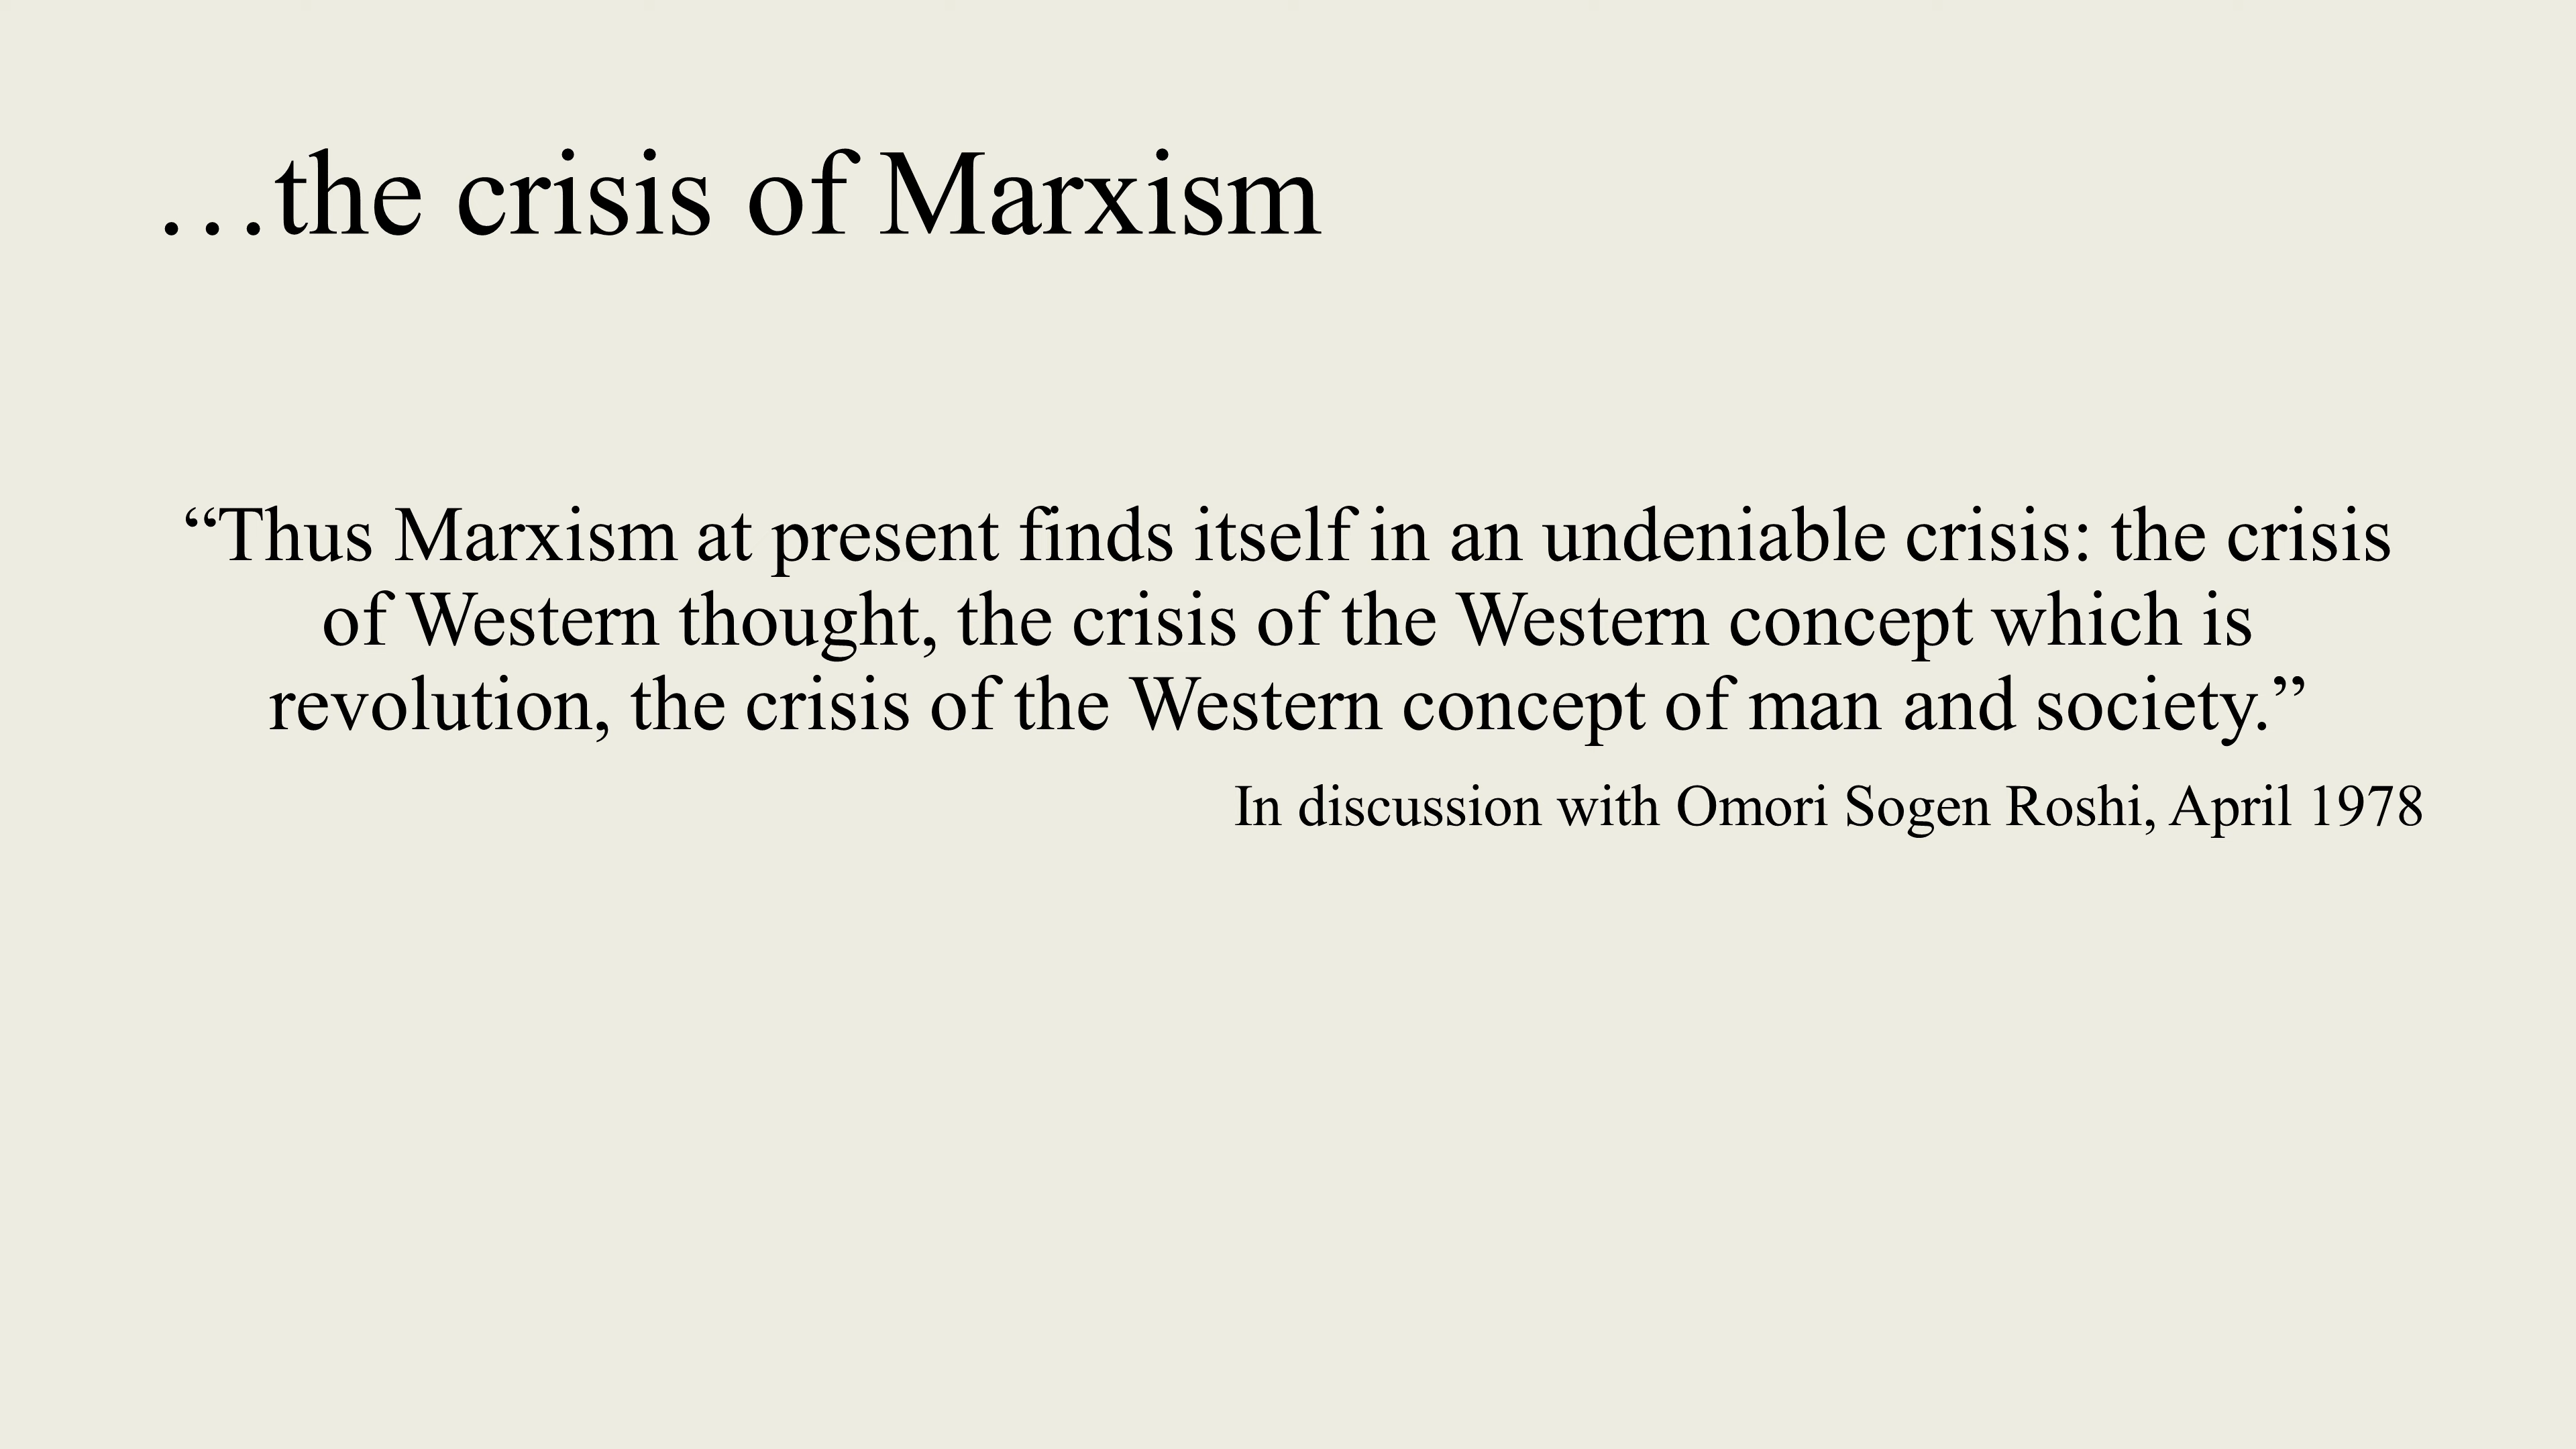 …the crisis of Marxism
“Thus Marxism at present finds itself in an undeniable crisis: the crisis
of Western thought, the crisis of the Western concept which is
revolution, the crisis of the Western concept of man and society.”
In discussion with Omori Sogen Roshi, April 1978